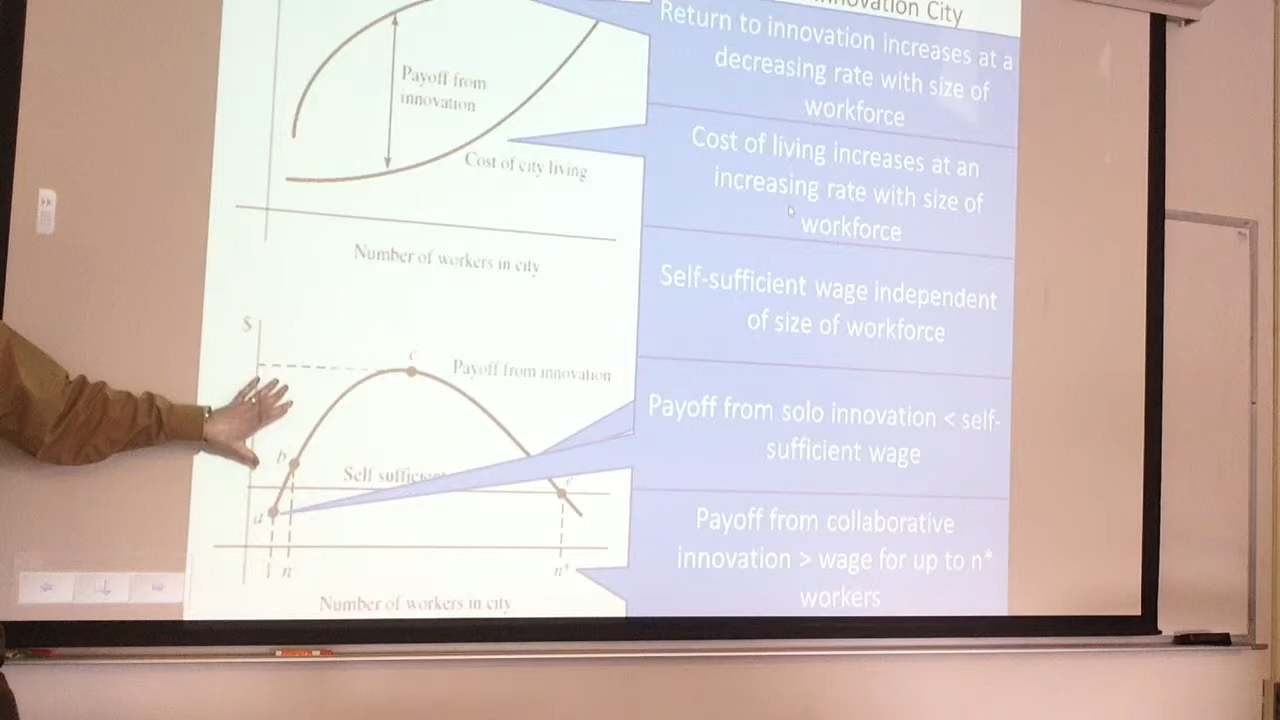 nnovation City
Return to innovation increases at a
decreasing rate with size of
workforce
Payoff from
innovation
Cost of city living
Cost of living increases at an
increasing rate with size of
workforce
Number of workers in city
Self-sufficient wage independent
of size of workforce
$
c
Payoff from innovation
b
Self sufficien
a
e
Payoff from solo innovation < self-
sufficient wage
1 n n*
Number of workers in city
Payoff from collaborative
innovation > wage for up to n*
workers